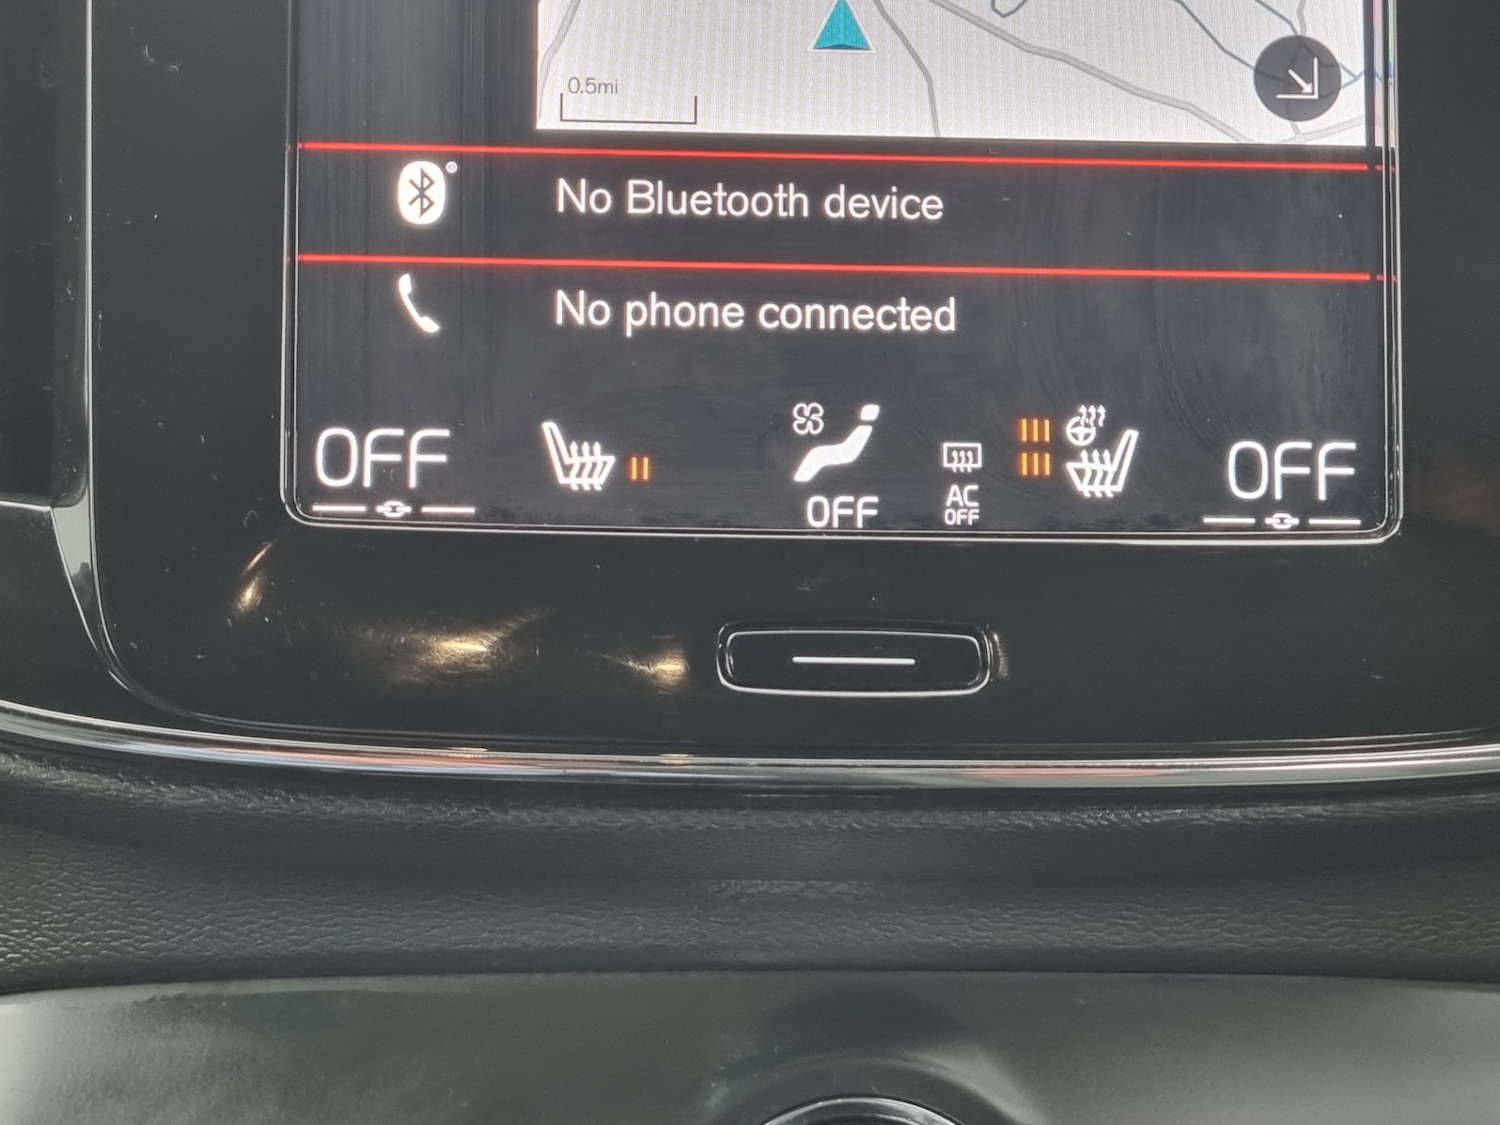 0.5mi
No Bluetooth device
No phone connected
OFF
OFF
AC
OFF
OFF